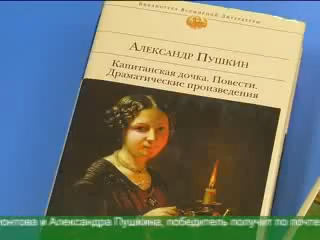 Библиотека Всемирной Литературы
Александр Пушкин
Капитанская дочка. Повести.
Драматические произведения
онтова и Александра Пушкина, победитель получит по почте